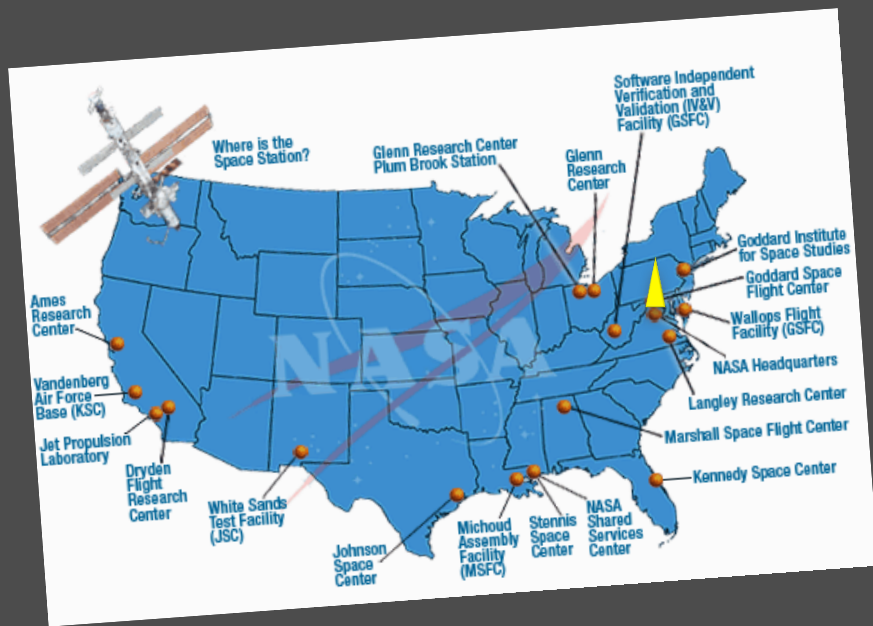 Software Independent
Verification and
Validation (IV&V)
Facility (GSFC)
Where is the
Space Station?
Glenn Research Center
Plum Brook Station
Glenn
Research
Center
Goddard Institute
for Space Studies
Goddard Space
Flight Center
Ames
Research
Center
Wallops Flight
Facility (GSFC)
NASA
NASA Headquarters
Vandenberg
Air Force
Base (KSC)
Langley Research Center
Jet Propulsion
Laboratory
Marshall Space Flight Center
Dryden
Flight
Research
Center
Kennedy Space Center
White Sands
Test Facility
(JSC)
Johnson
Space
Center
Michoud
Assembly
Facility
(MSFC)
Stennis
Space
Center
NASA
Shared
Services
Center